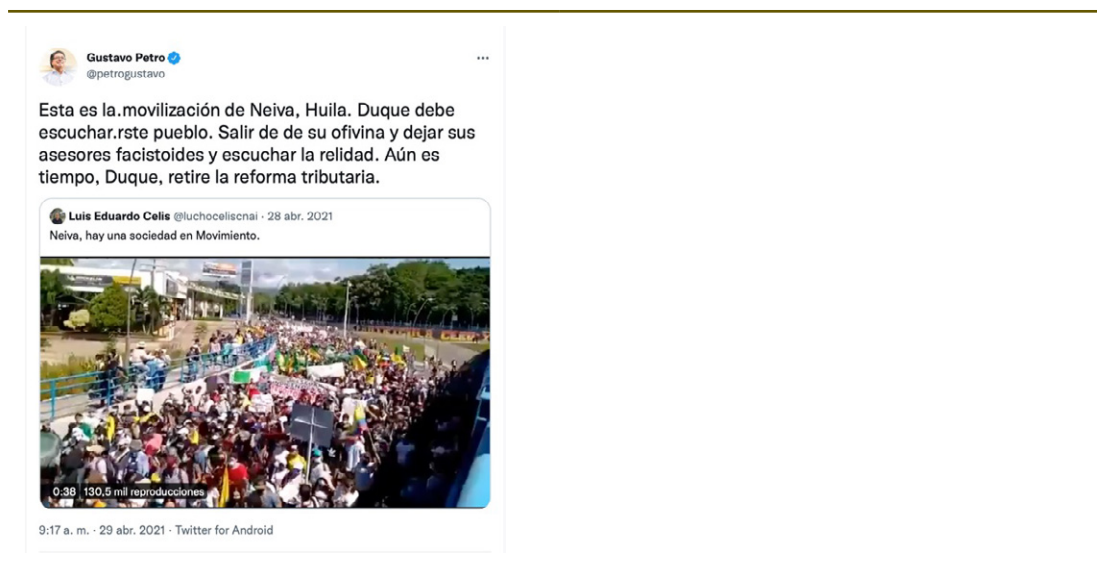 Gustavo Petro
@petrogustavo
Esta es la.movilización de Neiva, Huila. Duque debe
escuchar.rste pueblo. Salir de de su ofivina y dejar sus
asesores facistoides y escuchar la relidad. Aún es
tiempo, Duque, retire la reforma tributaria.
Luis Eduardo Celis @luchoceliscnai · 28 abr. 2021
Neiva, hay una sociedad en Movimiento.
0:38 130,5 mil reproducciones
9:17 a. m. · 29 abr. 2021 · Twitter for Android